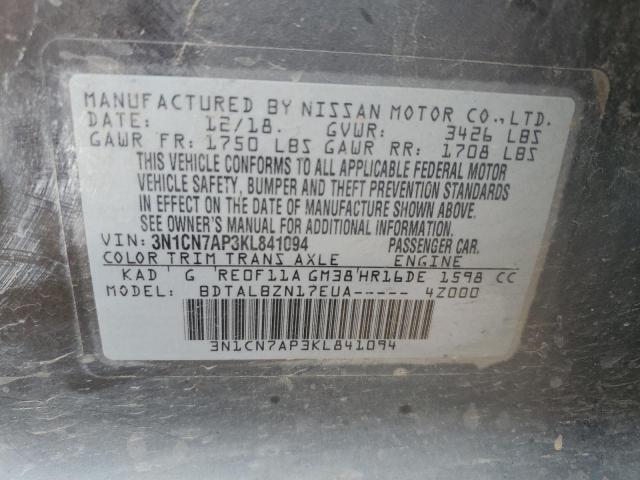 MANUFACTURED BY NISSAN MOTOR CO.,LTD.
DATE: 12/18. GVWR: 3426 LBS
GAWR FR: 1750 LBS GAWR RR: 1708 LBS
THIS VEHICLE CONFORMS TO ALL APPLICABLE FEDERAL MOTOR
VEHICLE SAFETY, BUMPER AND THEFT PREVENTION STANDARDS
IN EFFECT ON THE DATE OF MANUFACTURE SHOWN ABOVE.
SEE OWNER'S MANUAL FOR ADDITIONAL INFORMATION.
VIN: 3N1CN7AP3KL841094 PASSENGER CAR.
COLOR TRIM TRANS AXLE ENGINE
KAD G RE0F11A GM38 HR16DE 1598 CC
MODEL: BDTALBZN17EUA----- 4Z000
3N1CN7AP3KL841094